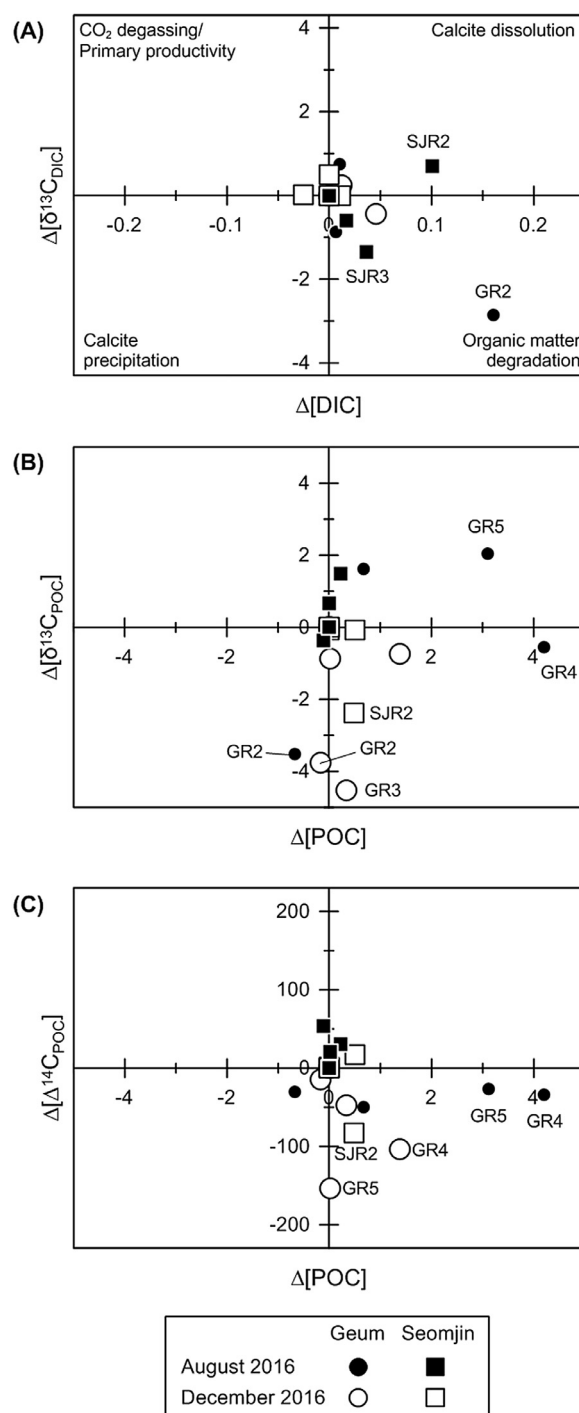 (A)
CO₂ degassing/
Primary productivity
Calcite dissolution
4
2
SJR2
Δ[δ¹³C_DIC]
-0.2
-0.1
0
0.1
0.2
SJR3
-2
GR2
Calcite
precipitation
Organic matter
degradation
-4
Δ[DIC]
(B)
4
GR5
2
Δ[δ¹³C_POC]
0
-4
-2
0
2
4
GR4
-2
SJR2
GR2
GR2
-4
GR3
Δ[POC]
(C)
200
100
Δ[Δ¹⁴C_POC]
0
-4
-2
0
2
4
GR5
GR4
-100
SJR2
GR4
GR5
-200
Δ[POC]
Geum Seomjin
August 2016
December 2016